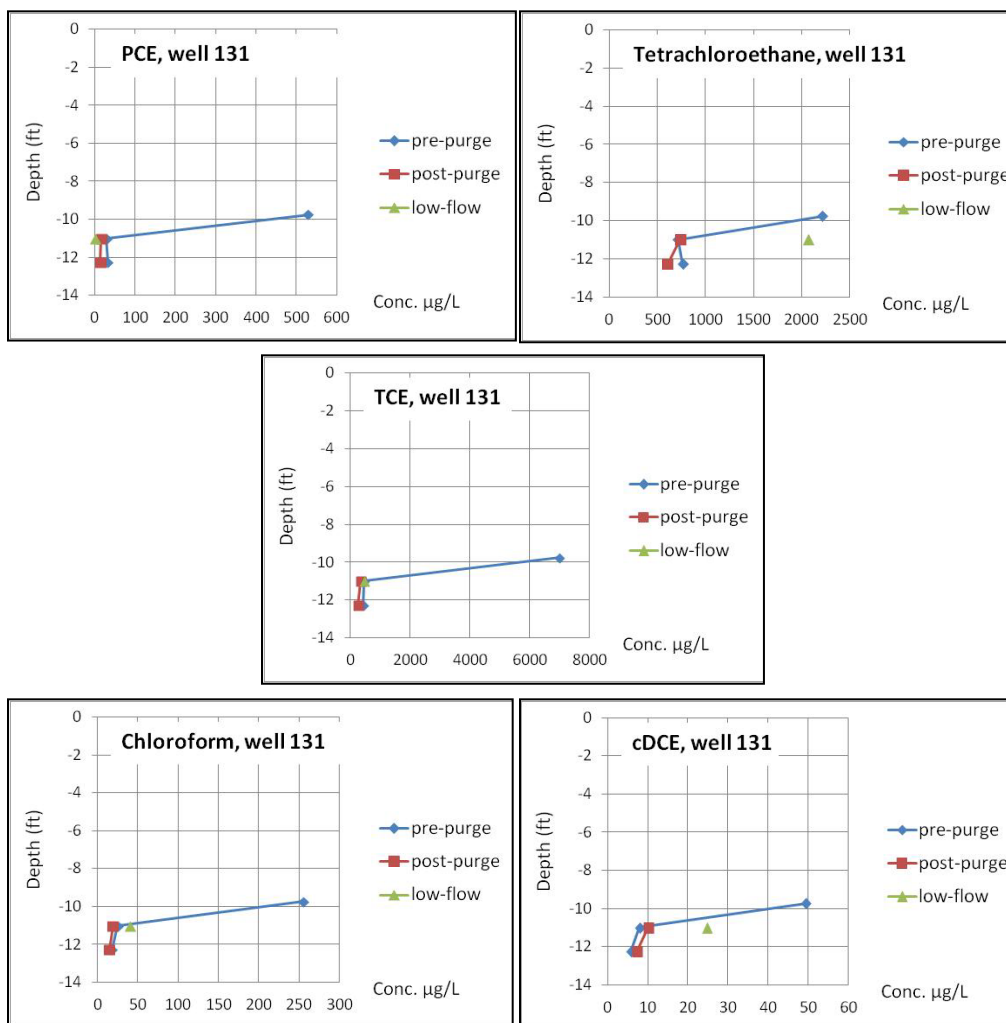 PCE, well 131
0
-2
-4
-6
-8
-10
-12
-14
Depth (ft)
0 100 200 300 400 500 600
Conc. µg/L
pre-purge
post-purge
low-flow
Tetrachloroethane, well 131
0
-2
-4
-6
-8
-10
-12
-14
Depth (ft)
0 500 1000 1500 2000 2500
Conc. µg/L
pre-purge
post-purge
low-flow
TCE, well 131
0
-2
-4
-6
-8
-10
-12
-14
Depth (ft)
0 2000 4000 6000 8000
Conc. µg/L
pre-purge
post-purge
low-flow
Chloroform, well 131
0
-2
-4
-6
-8
-10
-12
-14
Depth (ft)
0 50 100 150 200 250 300
Conc. µg/L
pre-purge
post-purge
low-flow
cDCE, well 131
0
-2
-4
-6
-8
-10
-12
-14
Depth (ft)
0 10 20 30 40 50 60
Conc. µg/L
pre-purge
post-purge
low-flow